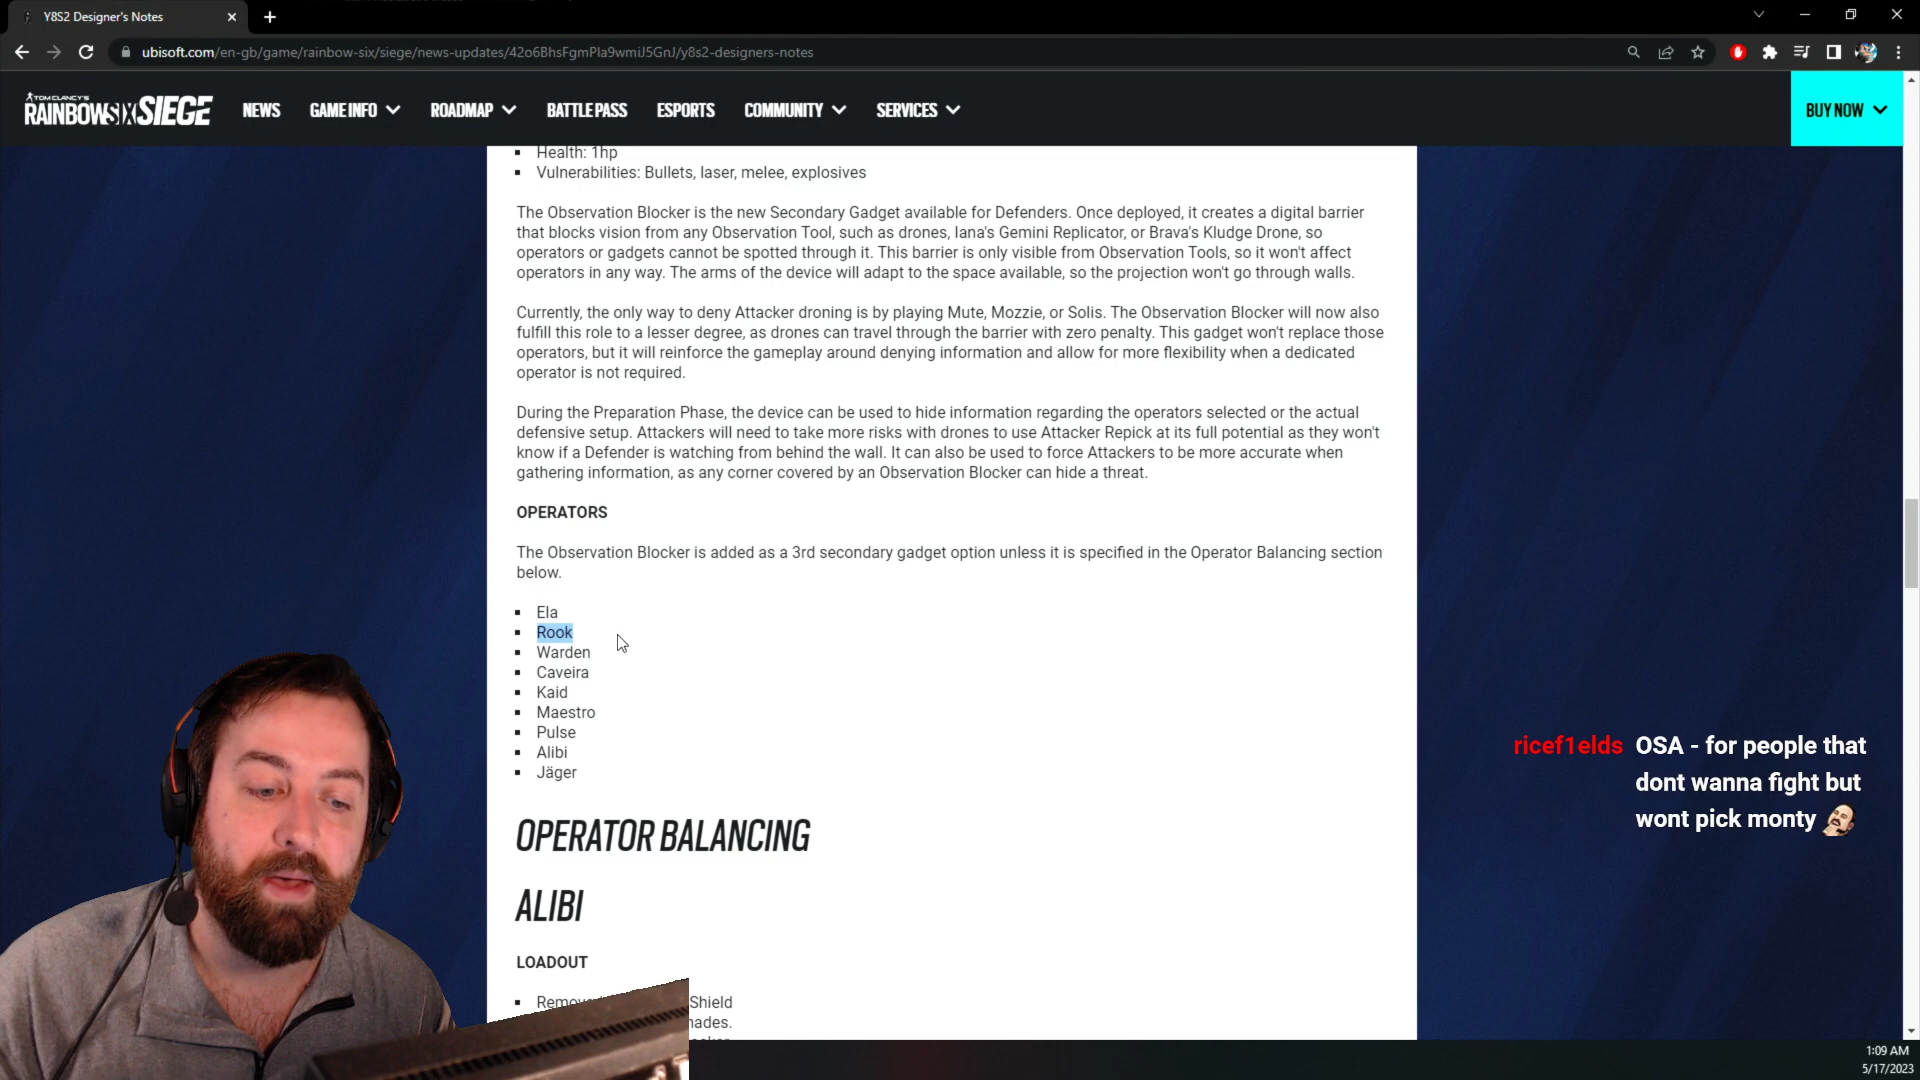 Y8S2 Designer's Notes
ubisoft.com/en-gb/game/rainbow-six/siege/news-updates/42o6BhsFgmPIa9wmiJ5GnJ/y8s2-designers-notes
TOM CLANCY'S
RAINBOWSIX SIEGE
NEWS
GAME INFO
ROADMAP
BATTLE PASS
ESPORTS
COMMUNITY
SERVICES
BUY NOW
▪ Health: 1hp
▪ Vulnerabilities: Bullets, laser, melee, explosives
The Observation Blocker is the new Secondary Gadget available for Defenders. Once deployed, it creates a digital barrier
that blocks vision from any Observation Tool, such as drones, Iana's Gemini Replicator, or Brava's Kludge Drone, so
operators or gadgets cannot be spotted through it. This barrier is only visible from Observation Tools, so it won't affect
operators in any way. The arms of the device will adapt to the space available, so the projection won't go through walls.
Currently, the only way to deny Attacker droning is by playing Mute, Mozzie, or Solis. The Observation Blocker will now also
fulfill this role to a lesser degree, as drones can travel through the barrier with zero penalty. This gadget won't replace those
operators, but it will reinforce the gameplay around denying information and allow for more flexibility when a dedicated
operator is not required.
During the Preparation Phase, the device can be used to hide information regarding the operators selected or the actual
defensive setup. Attackers will need to take more risks with drones to use Attacker Repick at its full potential as they won't
know if a Defender is watching from behind the wall. It can also be used to force Attackers to be more accurate when
gathering information, as any corner covered by an Observation Blocker can hide a threat.
OPERATORS
The Observation Blocker is added as a 3rd secondary gadget option unless it is specified in the Operator Balancing section
below.
▪ Ela
▪ Rook
▪ Warden
▪ Caveira
▪ Kaid
▪ Maestro
▪ Pulse
▪ Alibi
▪ Jäger
OPERATOR BALANCING
ALIBI
LOADOUT
▪ Shield
ricef1elds OSA - for people that
dont wanna fight but
wont pick monty
1:09 AM
5/17/2023